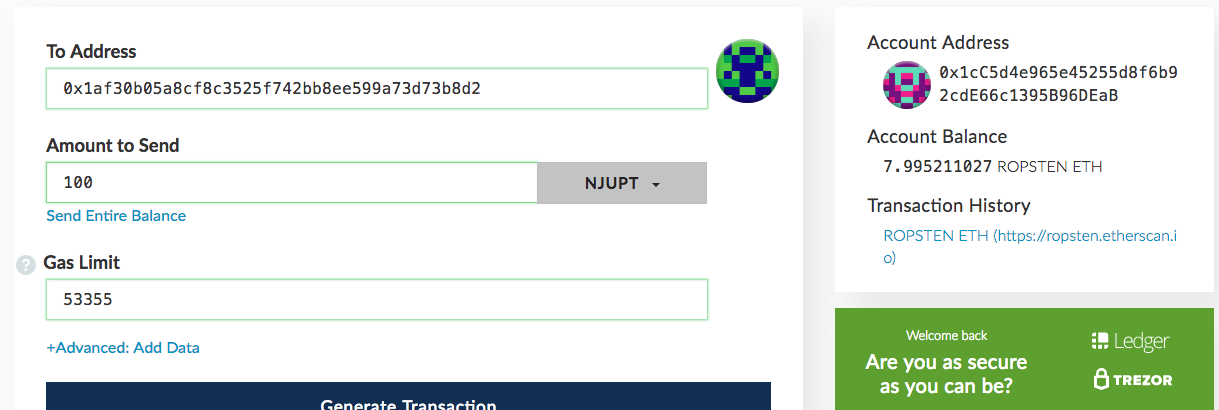 To Address
0x1af30b05a8cf8c3525f742bb8ee599a73d73b8d2
Amount to Send
100
NJUPT
Send Entire Balance
?
Gas Limit
53355
+Advanced: Add Data
Generate Transaction
Account Address
0x1cC5d4e965e45255d8f6b9
2cdE66c1395B96DEaB
Account Balance
7.995211027 ROPSTEN ETH
Transaction History
ROPSTEN ETH (https://ropsten.etherscan.i
o)
Welcome back
Are you as secure
as you can be?
Ledger
TREZOR